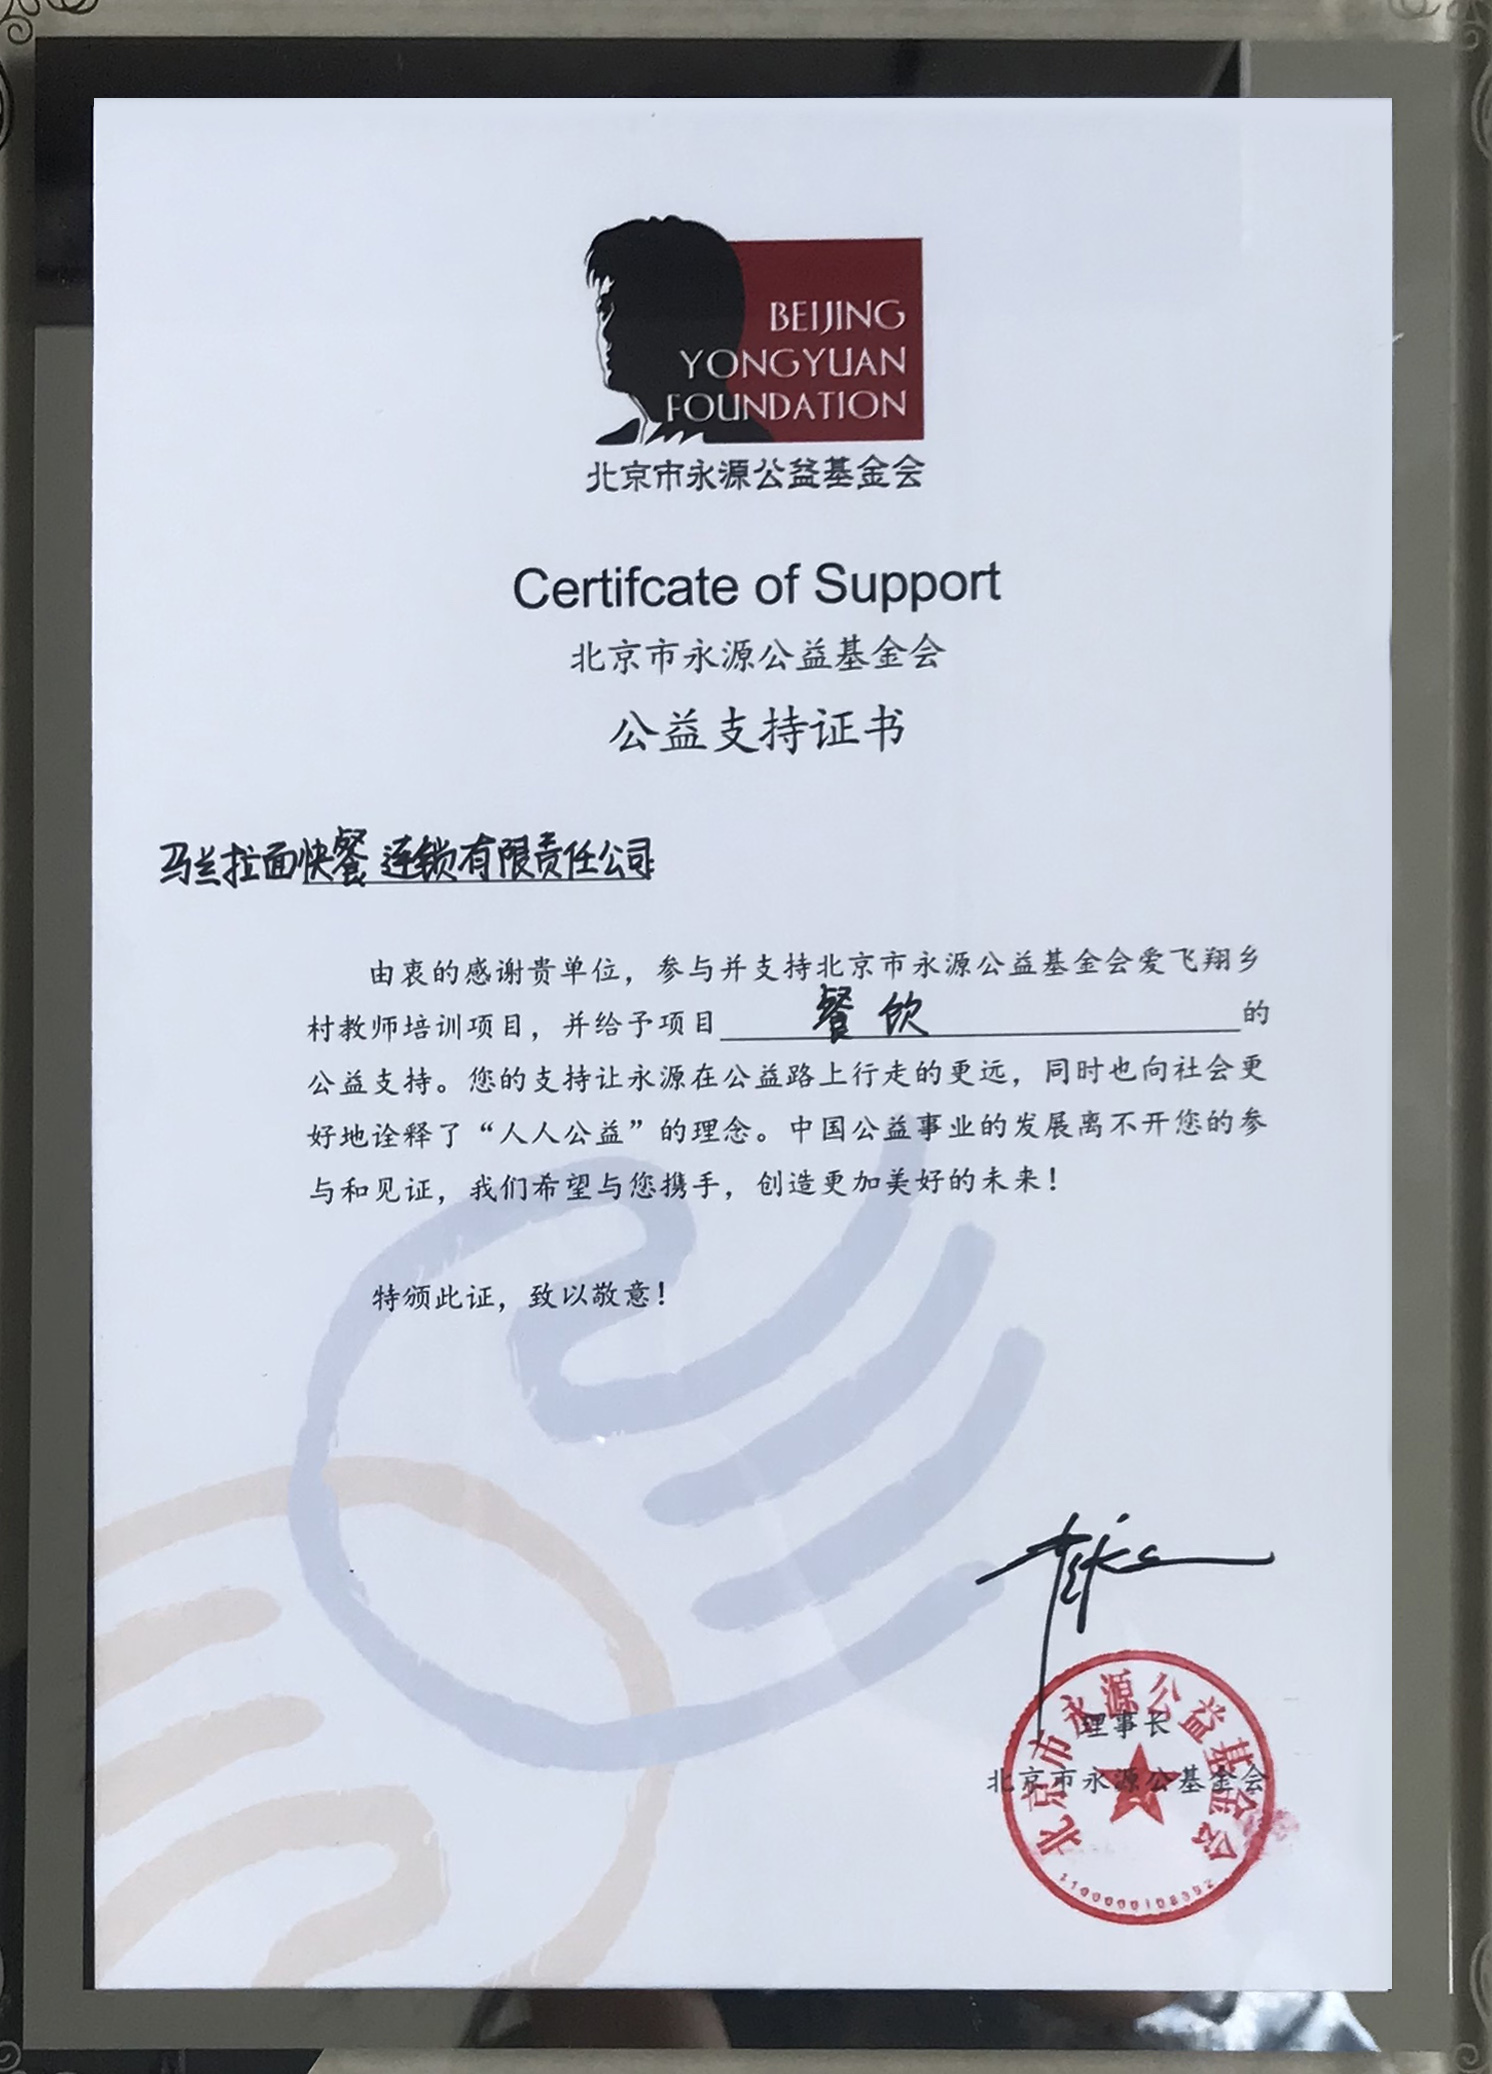 BEIJING
YONGYUAN
FOUNDATION
北京市永源公益基金会
Certifcate of Support
北京市永源公益基金会
公益支持证书
马兰拉面快餐连锁有限责任公司
由衷的感谢贵单位，参与并支持北京市永源公益基金会爱飞翔乡
村教师培训项目，并给予项目 餐饮 的
公益支持。您的支持让永源在公益路上行走的更远，同时也向社会更
好地诠释了“人人公益”的理念。中国公益事业的发展离不开您的参
与和见证，我们希望与您携手，创造更加美好的未来！
特颁此证，致以敬意！
理事长
北京市永源公基金会
北京市永源公益基金会